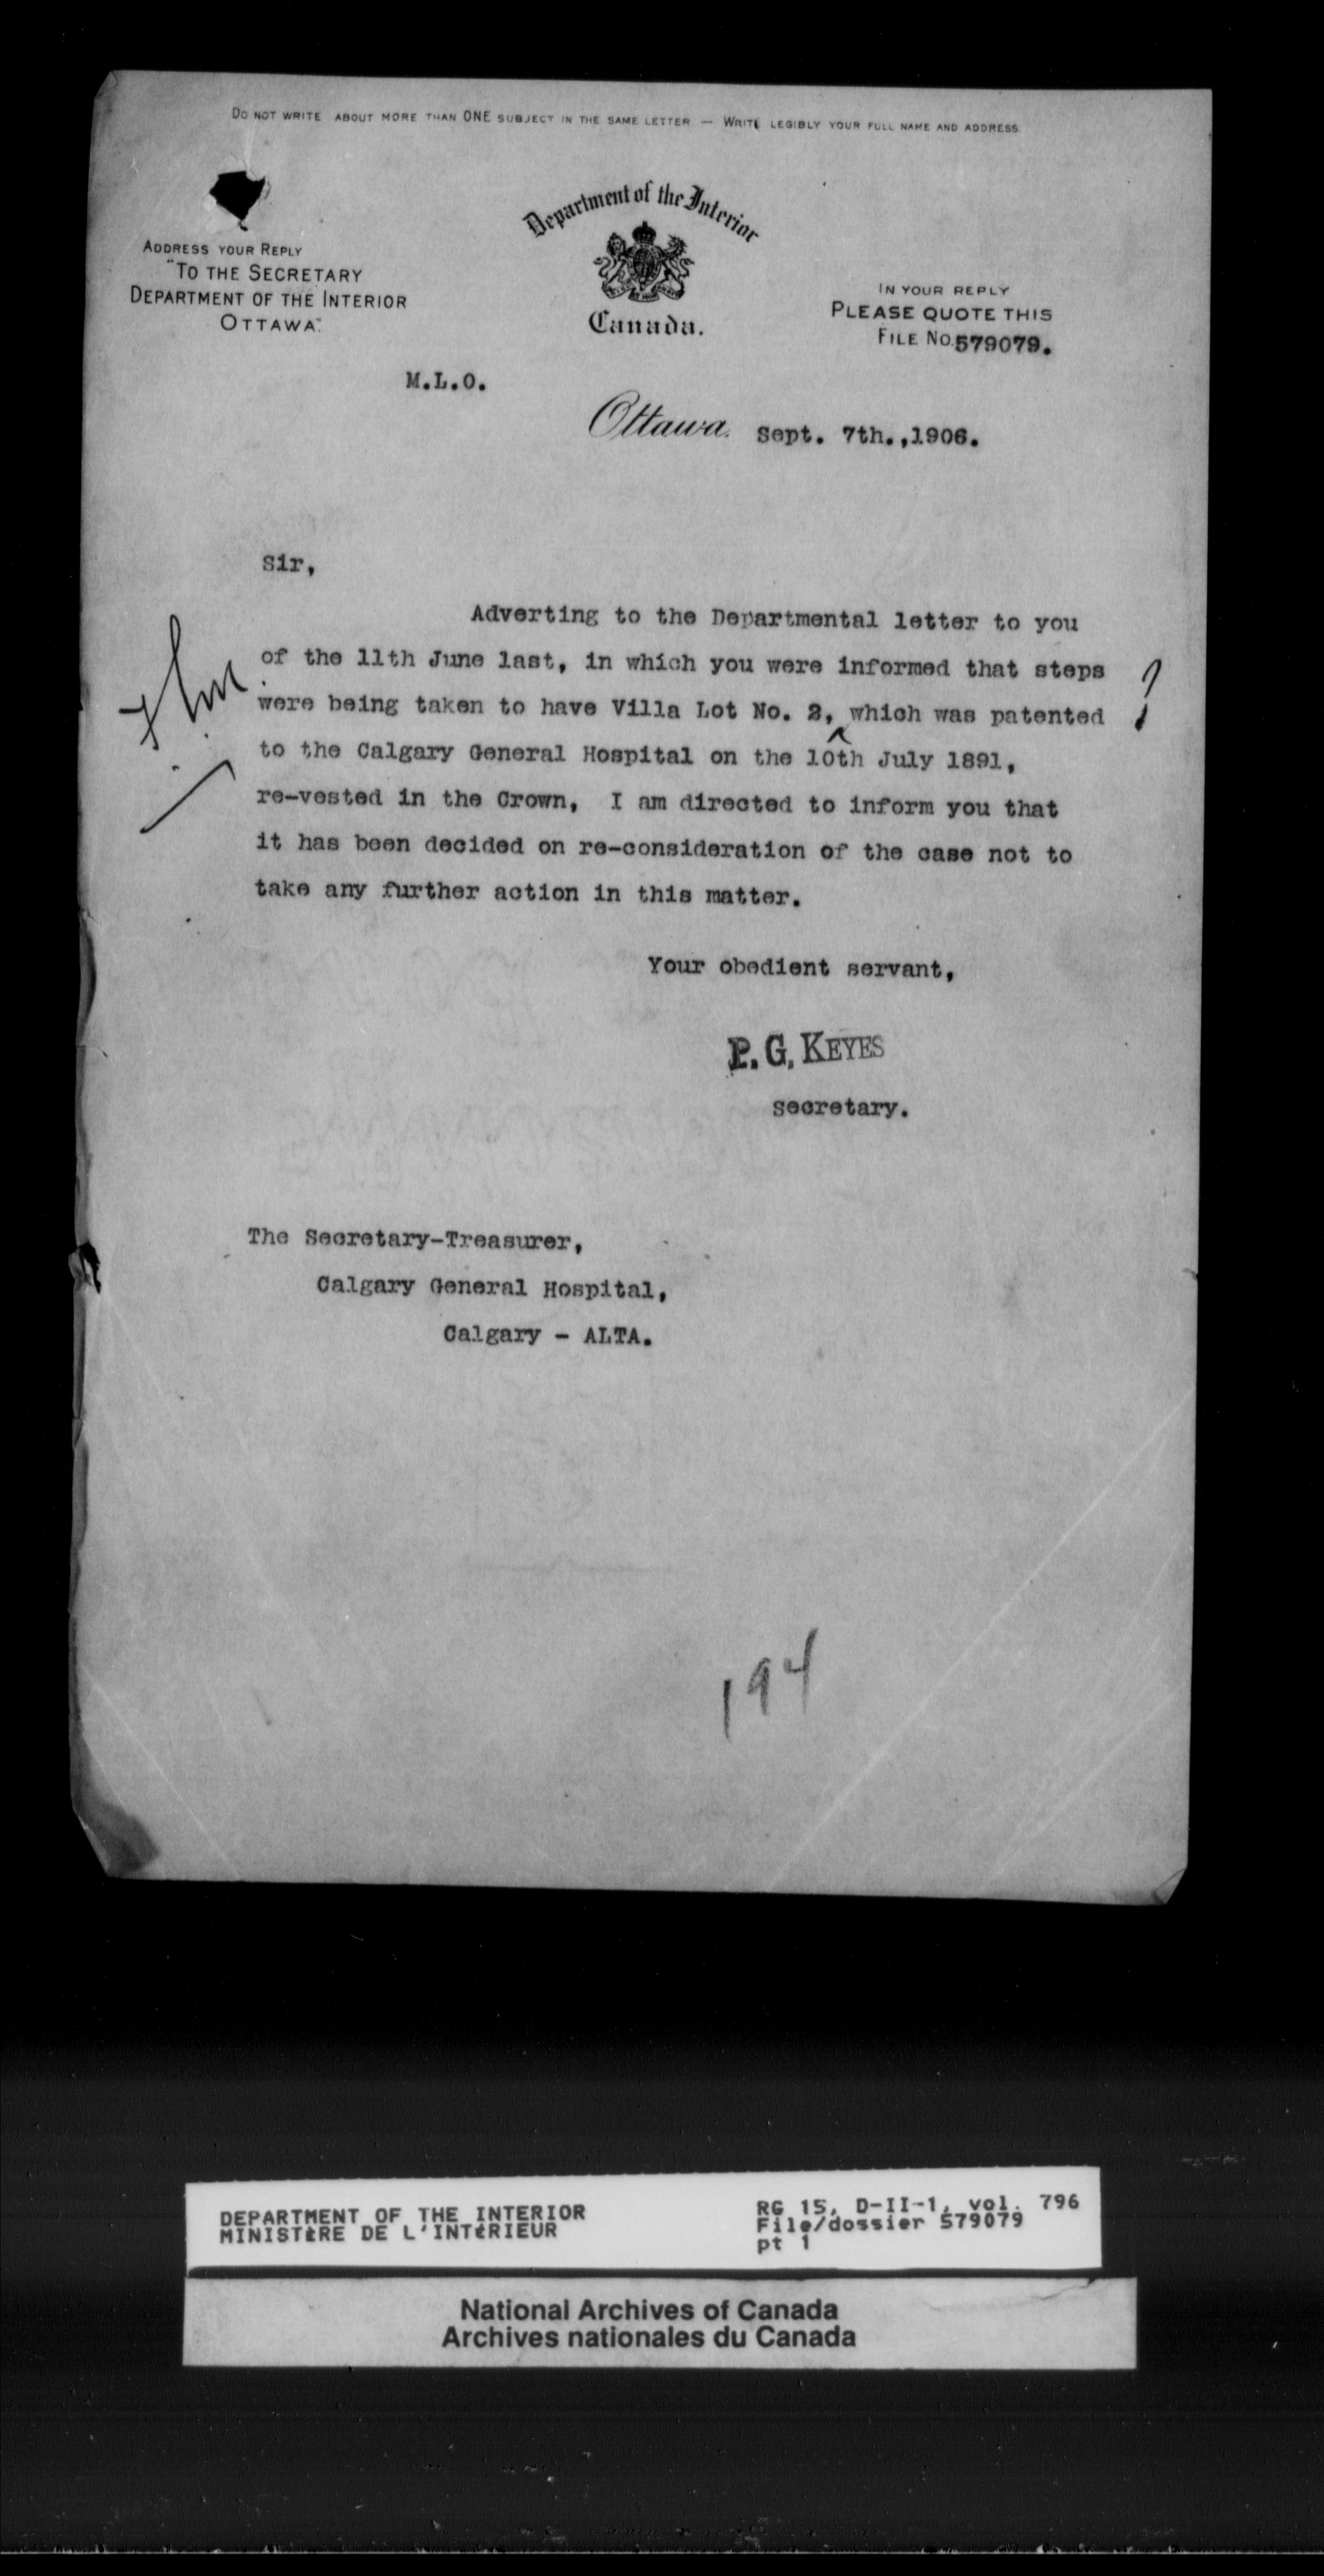 DO NOT WRITE ABOUT MORE THAN ONE SUBJECT IN THE SAME LETTER — WRITE LEGIBLY YOUR FULL NAME AND ADDRESS
Department of the Interior
Canada.
ADDRESS YOUR REPLY
"TO THE SECRETARY
DEPARTMENT OF THE INTERIOR
OTTAWA"
IN YOUR REPLY
PLEASE QUOTE THIS
FILE NO. 579079.
M.L.O.
Ottawa. Sept. 7th.,1906.
Sir,
Adverting to the Departmental letter to you
of the 11th June last, in which you were informed that steps
were being taken to have Villa Lot No. 2, which was patented
to the Calgary General Hospital on the 10th July 1891,
re-vested in the Crown, I am directed to inform you that
it has been decided on re-consideration of the case not to
take any further action in this matter.
Your obedient servant,
P. G. KEYES
Secretary.
The Secretary-Treasurer,
Calgary General Hospital,
Calgary - ALTA.
194
DEPARTMENT OF THE INTERIOR
MINISTÈRE DE L'INTÉRIEUR
RG 15, D-II-1, vol. 796
File/dossier 579079
pt 1
National Archives of Canada
Archives nationales du Canada